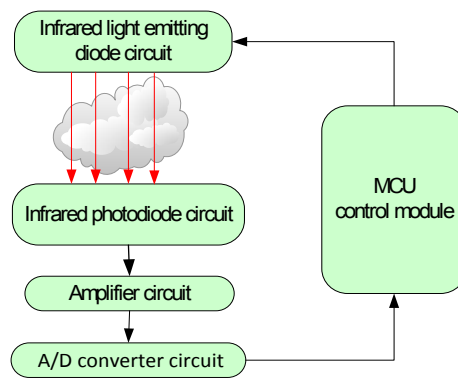 Infrared light emitting
diode circuit
Infrared photodiode circuit
Amplifier circuit
A/D converter circuit
MCU
control module